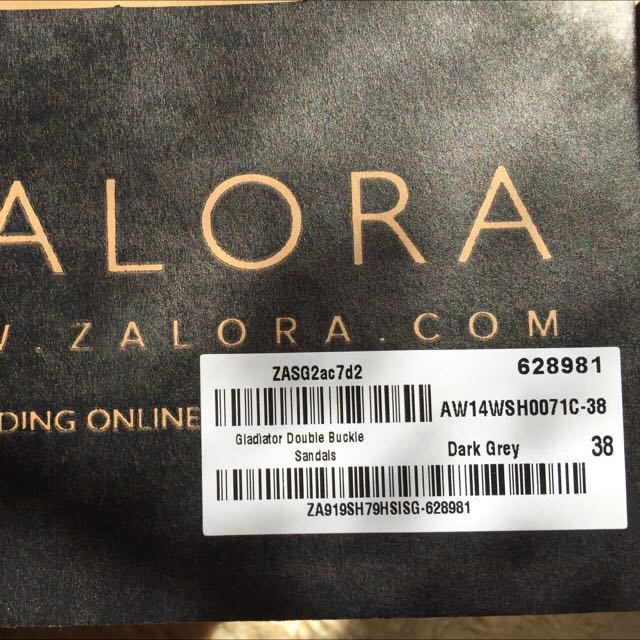 ALORA
.ZALORA.COM
DING ONLINE
ZASG2ac7d2
628981
AW14WSH0071C-38
Gladiator Double Buckle
Sandals
Dark Grey
38
ZA919SH79HSISG-628981